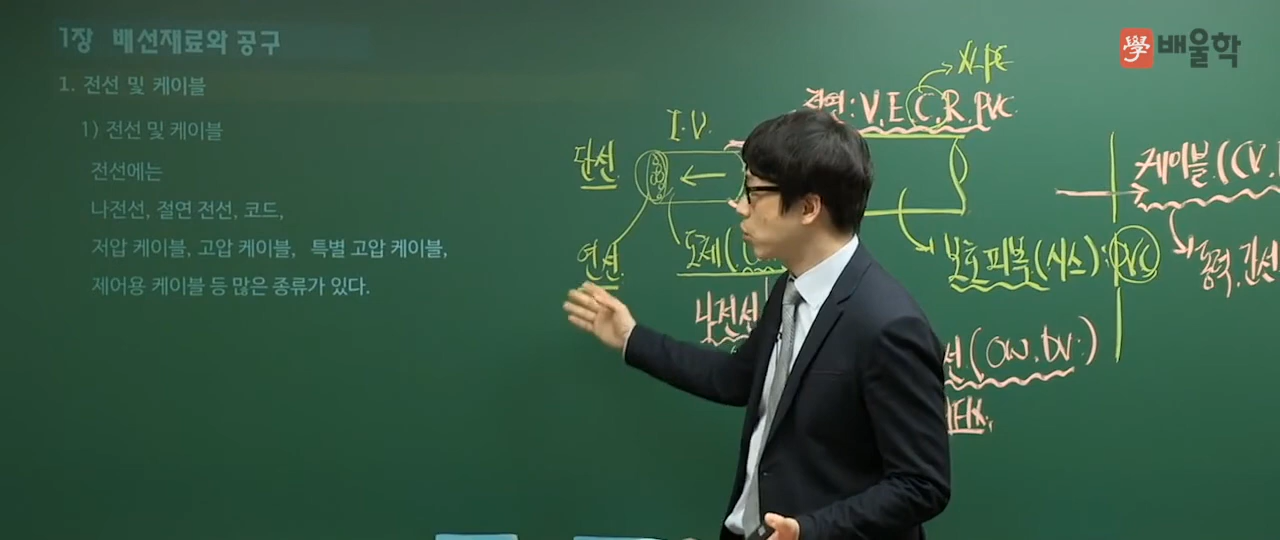 1장 배선재료와 공구
1. 전선 및 케이블
1) 전선 및 케이블
전선에는
나전선, 절연 전선, 코드,
저압 케이블, 고압 케이블, 특별 고압 케이블,
제어용 케이블 등 많은 종류가 있다.
學 배울학
X-PE
절연: V, E, C, R, PVC
I.V
단선
연선
도체(
나전선
보호 피복(시스): PVC
케이블(CV,
동력, 간선
선(OW, DV.)